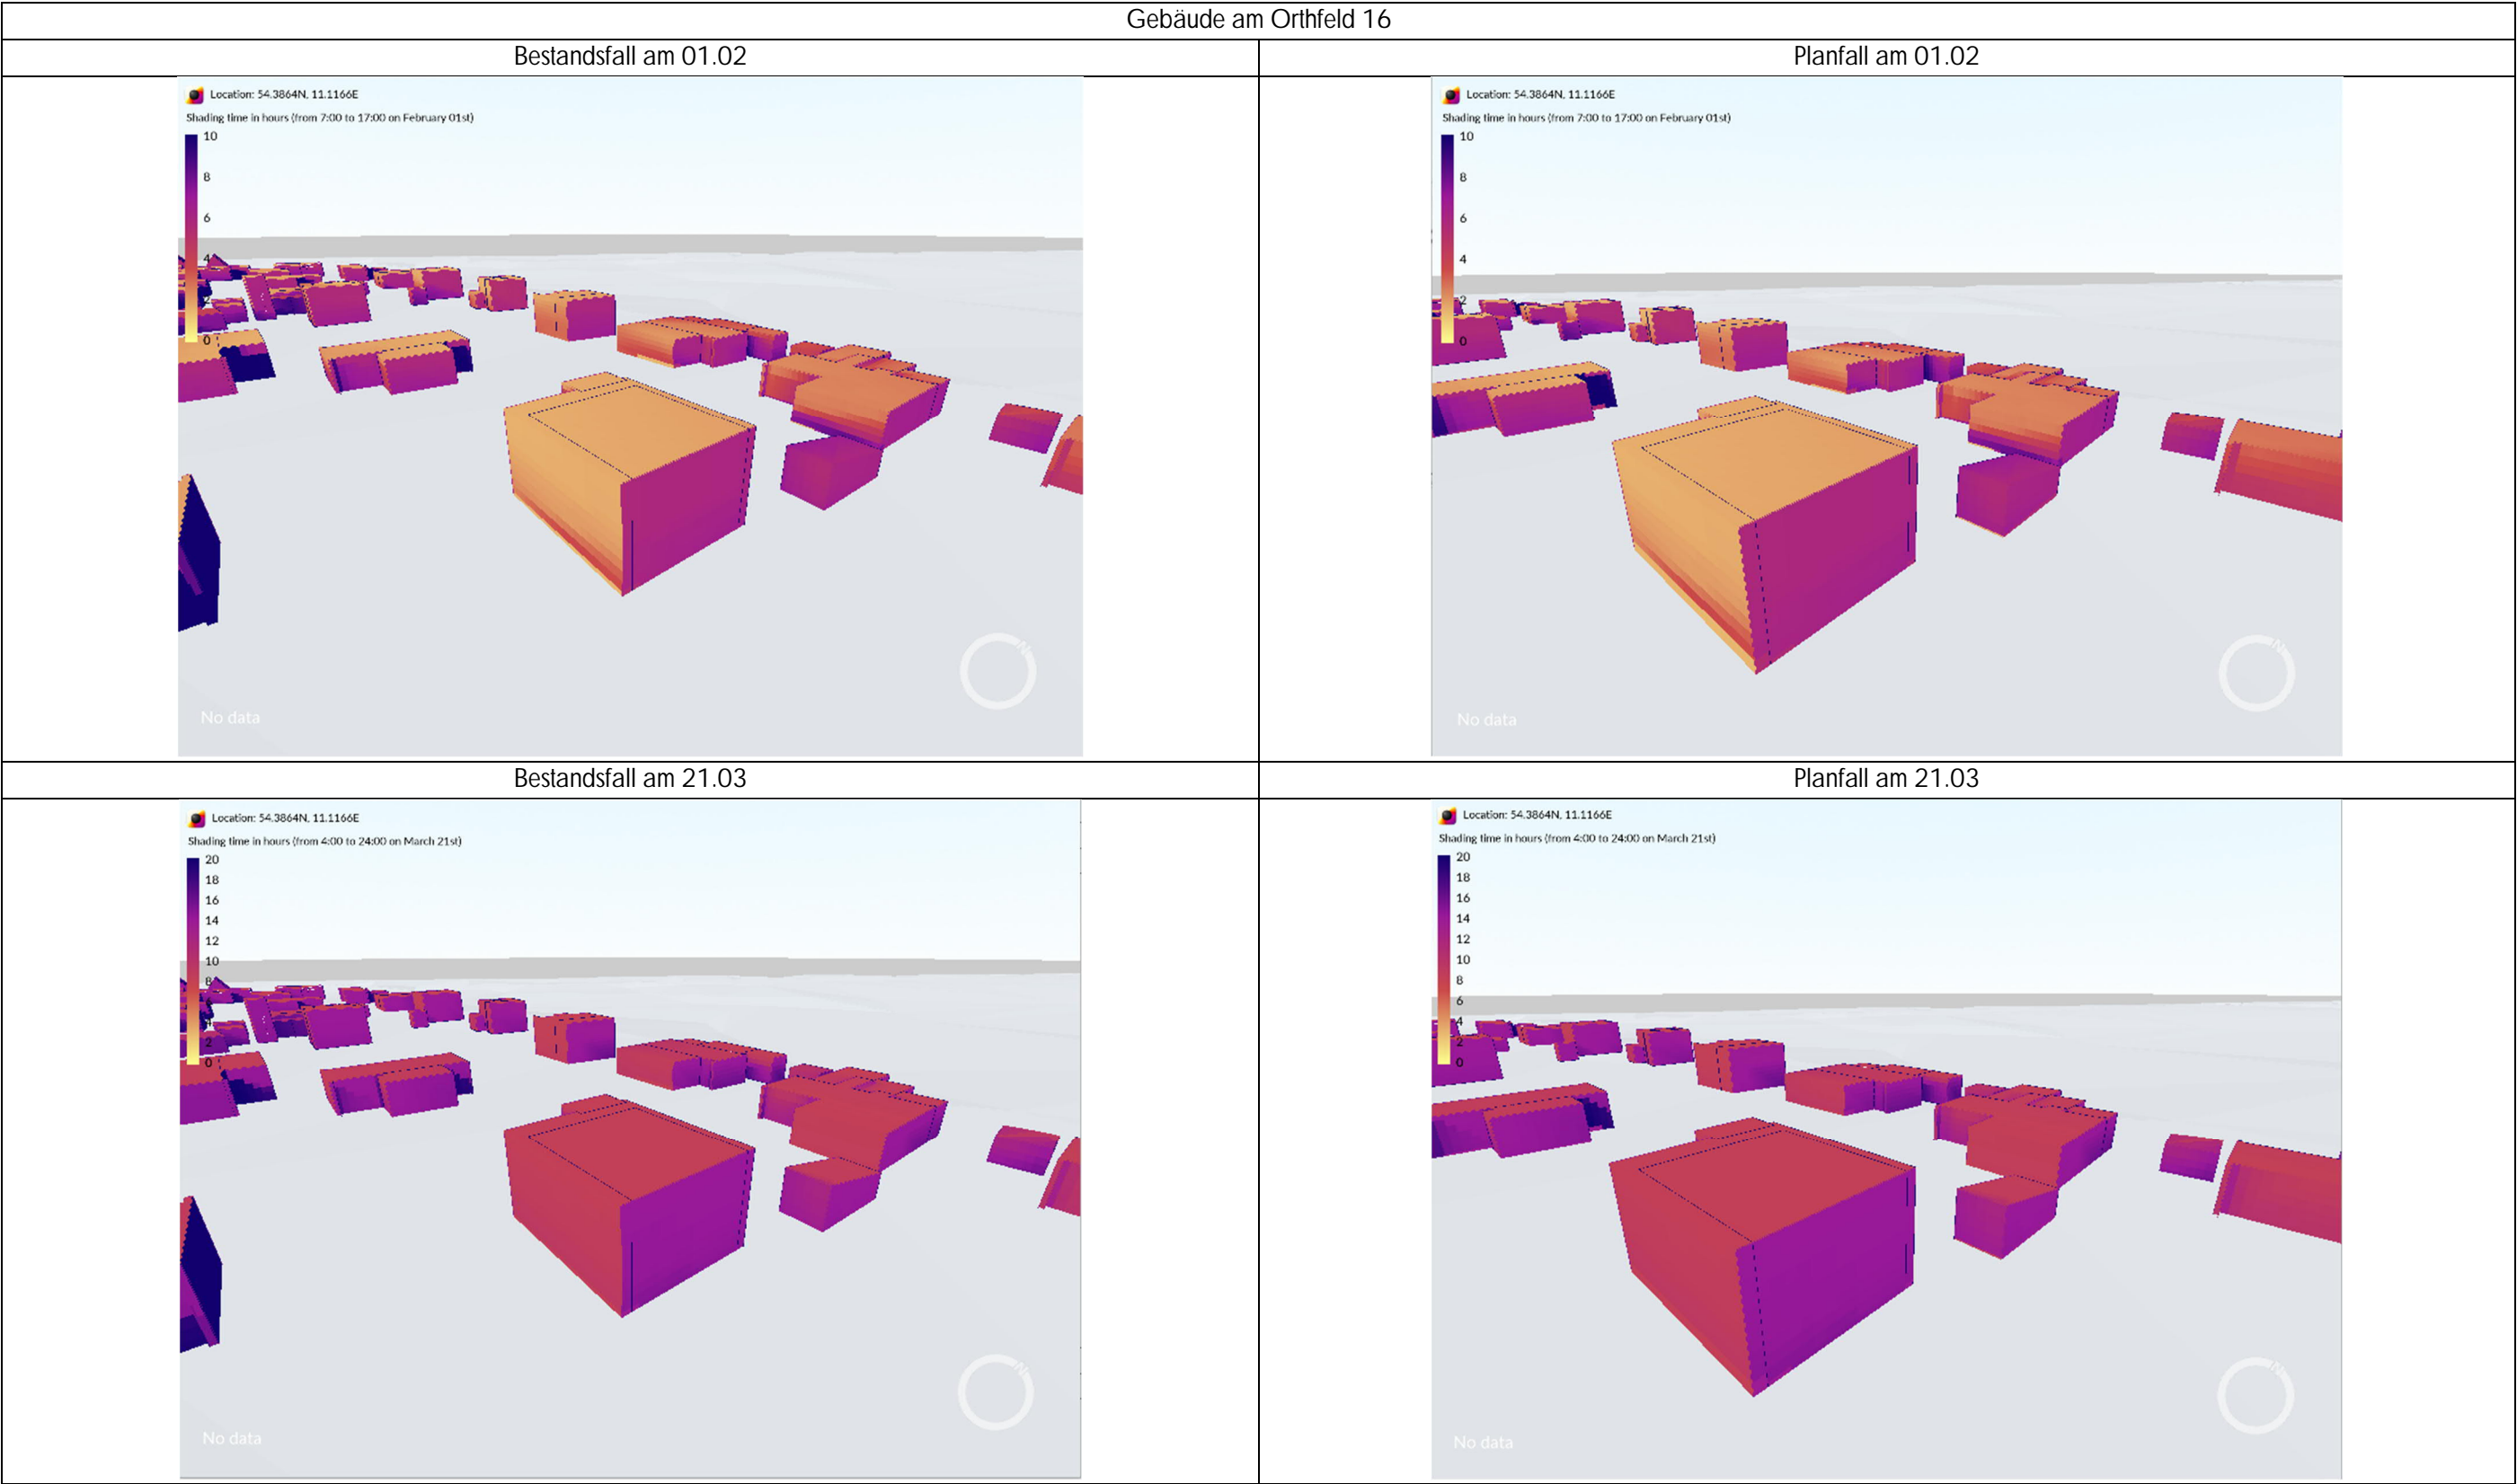 Gebäude am Orthfeld 16
Bestandsfall am 01.02
Planfall am 01.02
Location: 54.3864N, 11.1166E
Shading time in hours (from 7:00 to 17:00 on February 01st)
10
8
6
4
2
0
N
No data
Location: 54.3864N, 11.1166E
Shading time in hours (from 7:00 to 17:00 on February 01st)
10
8
6
4
2
0
N
No data
Bestandsfall am 21.03
Planfall am 21.03
Location: 54.3864N, 11.1166E
Shading time in hours (from 4:00 to 24:00 on March 21st)
20
18
16
14
12
10
8
6
4
2
0
N
No data
Location: 54.3864N, 11.1166E
Shading time in hours (from 4:00 to 24:00 on March 21st)
20
18
16
14
12
10
8
6
4
2
0
N
No data